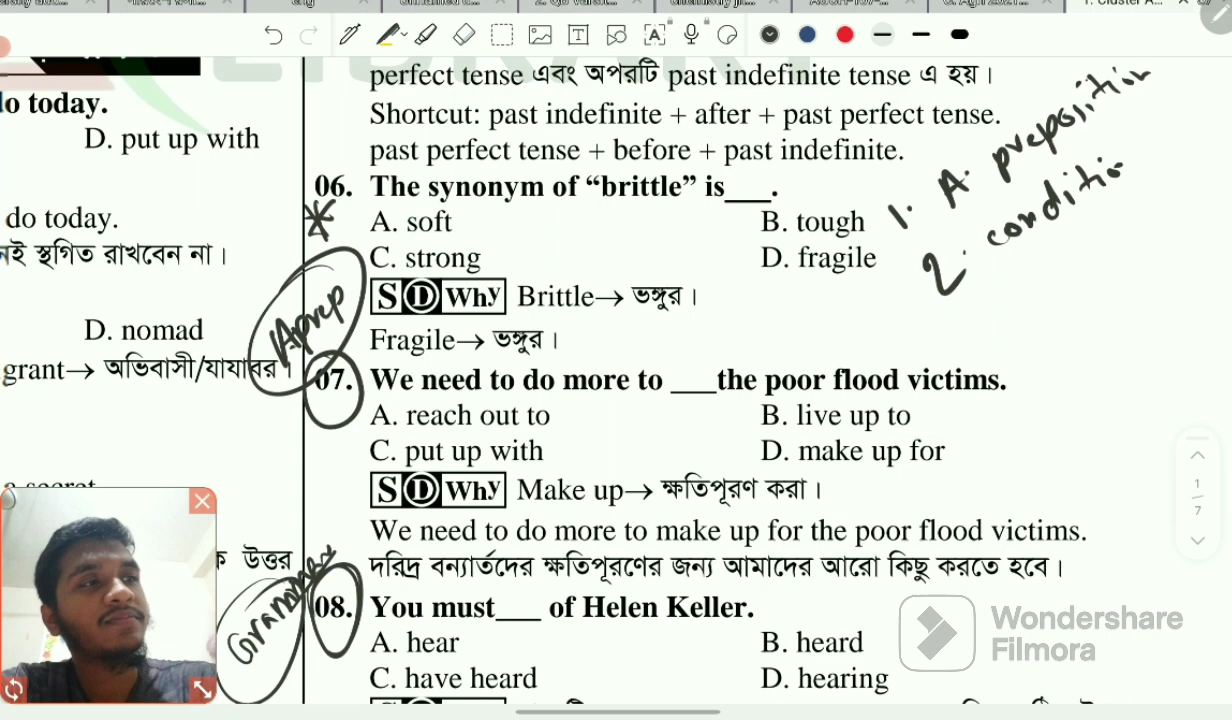 perfect tense এবং অপরটি past indefinite tense এ হয়।
Shortcut: past indefinite + after + past perfect tense.
past perfect tense + before + past indefinite.
06. The synonym of “brittle” is___.
A. soft B. tough
C. strong D. fragile
S D Why Brittle→ ভঙ্গুর।
Fragile→ ভঙ্গুর।
07. We need to do more to ___the poor flood victims.
A. reach out to B. live up to
C. put up with D. make up for
S D Why Make up→ ক্ষতিপূরণ করা।
We need to do more to make up for the poor flood victims.
দরিদ্র বন্যার্তদের ক্ষতিপূরণের জন্য আমাদের আরো কিছু করতে হবে।
08. You must___ of Helen Keller.
A. hear B. heard
C. have heard D. hearing
do today.
D. put up with
do today.
স্থগিত রাখবেন না।
D. nomad
grant→ অভিবাসী/যাযাবর।
উত্তর
1. A. preposition
2. condition
Aprep
Grammar
Wondershare
Filmora
1
7